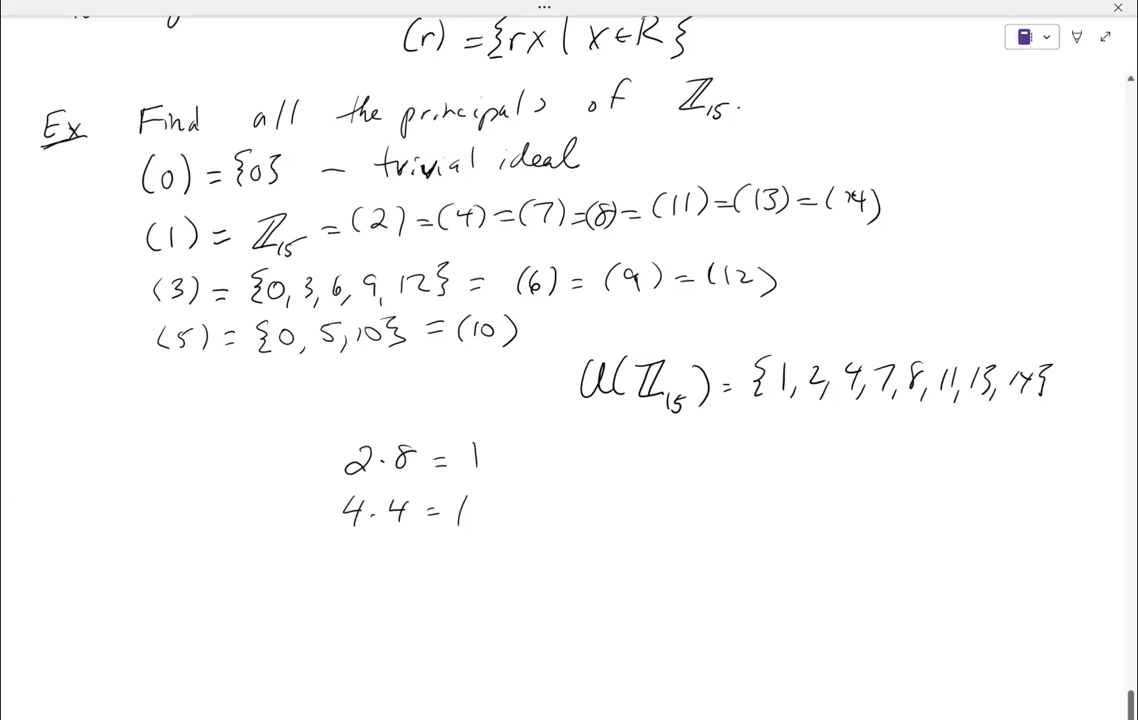 (r) = {rx | x ∈ R}
Ex Find all the principals of ℤ₁₅.
(0) = {0} – trivial ideal
(1) = ℤ₁₅ = (2) = (4) = (7) = (8) = (11) = (13) = (14)
(3) = {0, 3, 6, 9, 12} = (6) = (9) = (12)
(5) = {0, 5, 10} = (10)
U(ℤ₁₅) = {1, 2, 4, 7, 8, 11, 13, 14}
2 · 8 = 1
4 · 4 = 1